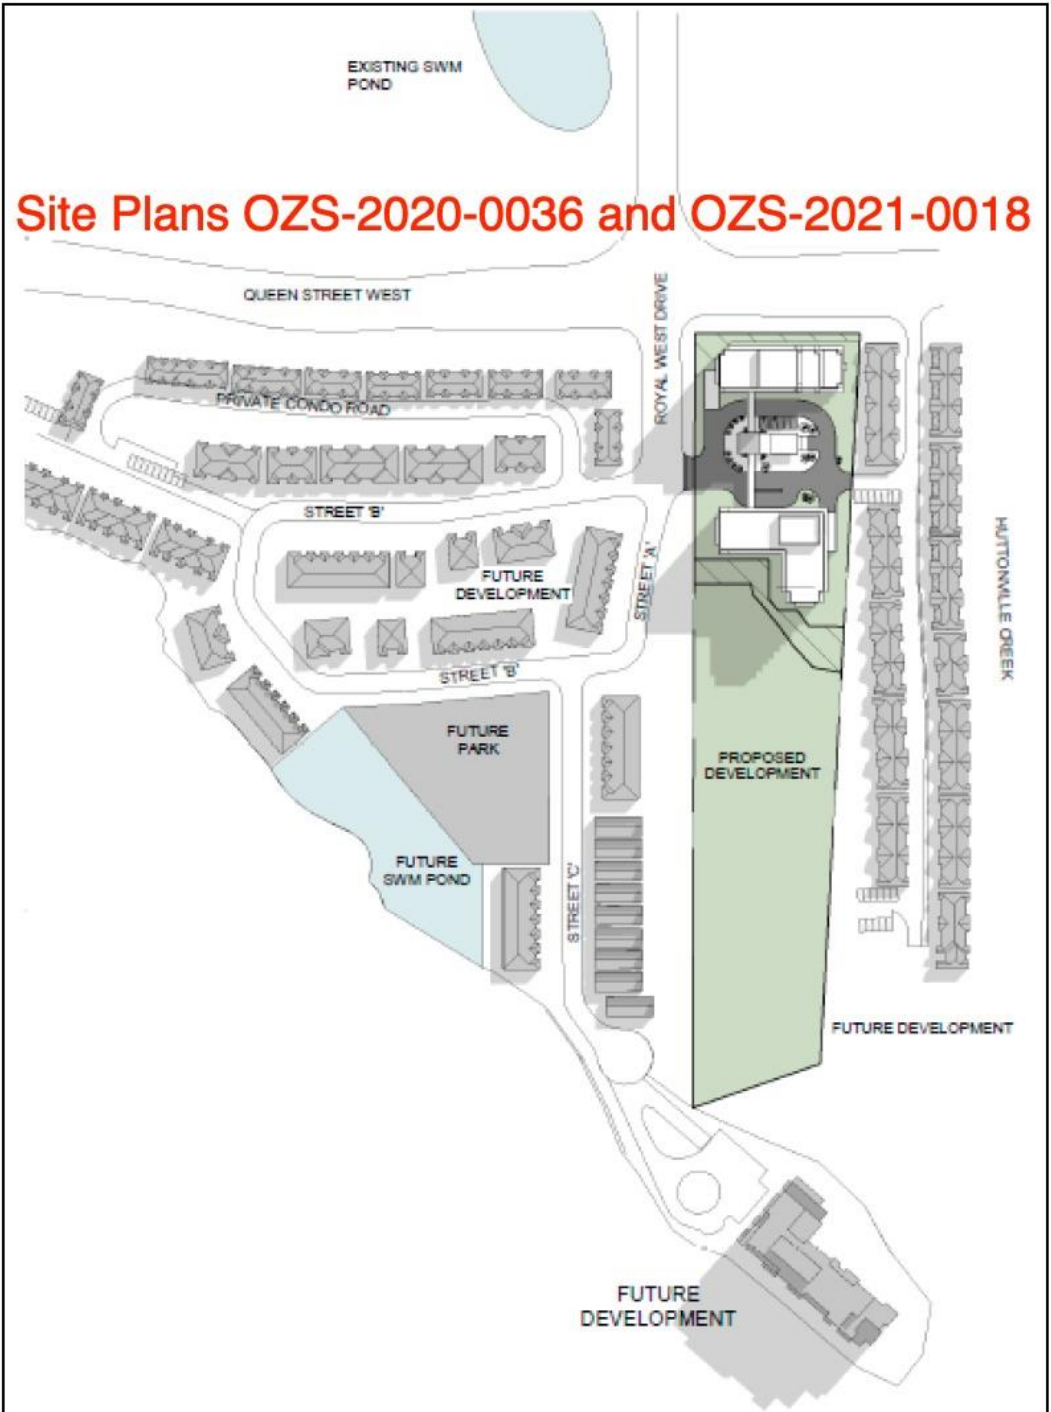 EXISTING SWM
POND
Site Plans OZS-2020-0036 and OZS-2021-0018
QUEEN STREET WEST
ROYAL WEST DRIVE
PRIVATE CONDO ROAD
STREET 'B'
FUTURE
DEVELOPMENT
STREET 'A'
HUTTONVILLE CREEK
STREET 'B'
FUTURE
PARK
PROPOSED
DEVELOPMENT
FUTURE
SWM POND
STREET 'C'
FUTURE DEVELOPMENT
FUTURE
DEVELOPMENT